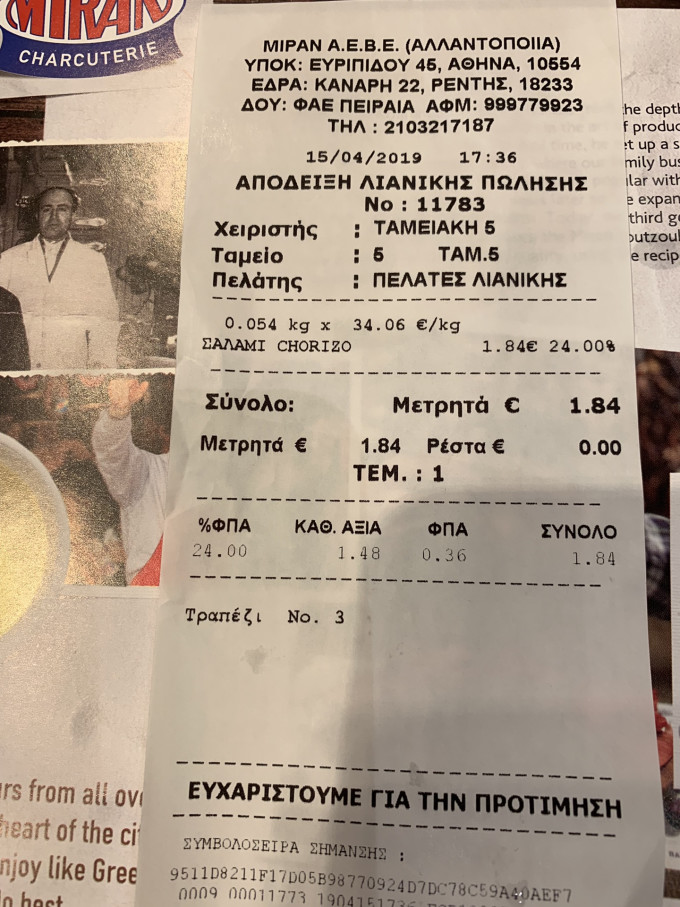 MIRAN
CHARCUTERIE
ΜΙΡΑΝ Α.Ε.Β.Ε. (ΑΛΛΑΝΤΟΠΟΙΙΑ)
ΥΠΟΚ: ΕΥΡΙΠΙΔΟΥ 45, ΑΘΗΝΑ, 10554
ΕΔΡΑ: ΚΑΝΑΡΗ 22, ΡΕΝΤΗΣ, 18233
ΔΟΥ: ΦΑΕ ΠΕΙΡΑΙΑ ΑΦΜ: 999779923
ΤΗΛ : 2103217187
15/04/2019 17:36
ΑΠΟΔΕΙΞΗ ΛΙΑΝΙΚΗΣ ΠΩΛΗΣΗΣ
No : 11783
Χειριστής : ΤΑΜΕΙΑΚΗ 5
Ταμείο : 5 ΤΑΜ.5
Πελάτης : ΠΕΛΑΤΕΣ ΛΙΑΝΙΚΗΣ
0.054 kg x 34.06 €/kg
ΣΑΛΑΜΙ CHORIZO 1.84€ 24.00%
Σύνολο: Μετρητά € 1.84
Μετρητά € 1.84 Ρέστα € 0.00
ΤΕΜ. : 1
%ΦΠΑ ΚΑΘ. ΑΞΙΑ ΦΠΑ ΣΥΝΟΛΟ
24.00 1.48 0.36 1.84
Τραπέζι No. 3
ΕΥΧΑΡΙΣΤΟΥΜΕ ΓΙΑ ΤΗΝ ΠΡΟΤΙΜΗΣΗ
ΣΥΜΒΟΛΟΣΕΙΡΑ ΣΗΜΑΝΣΗΣ :
9511D8211F17D05B98770924D7DC78C59A40AEF7
0009 00011773
he depth
f produc
t up a s
mily bus
lar with
e expan
third g
utzoul
e recip
rs from all ov
heart of the ci
njoy like Gree
o best